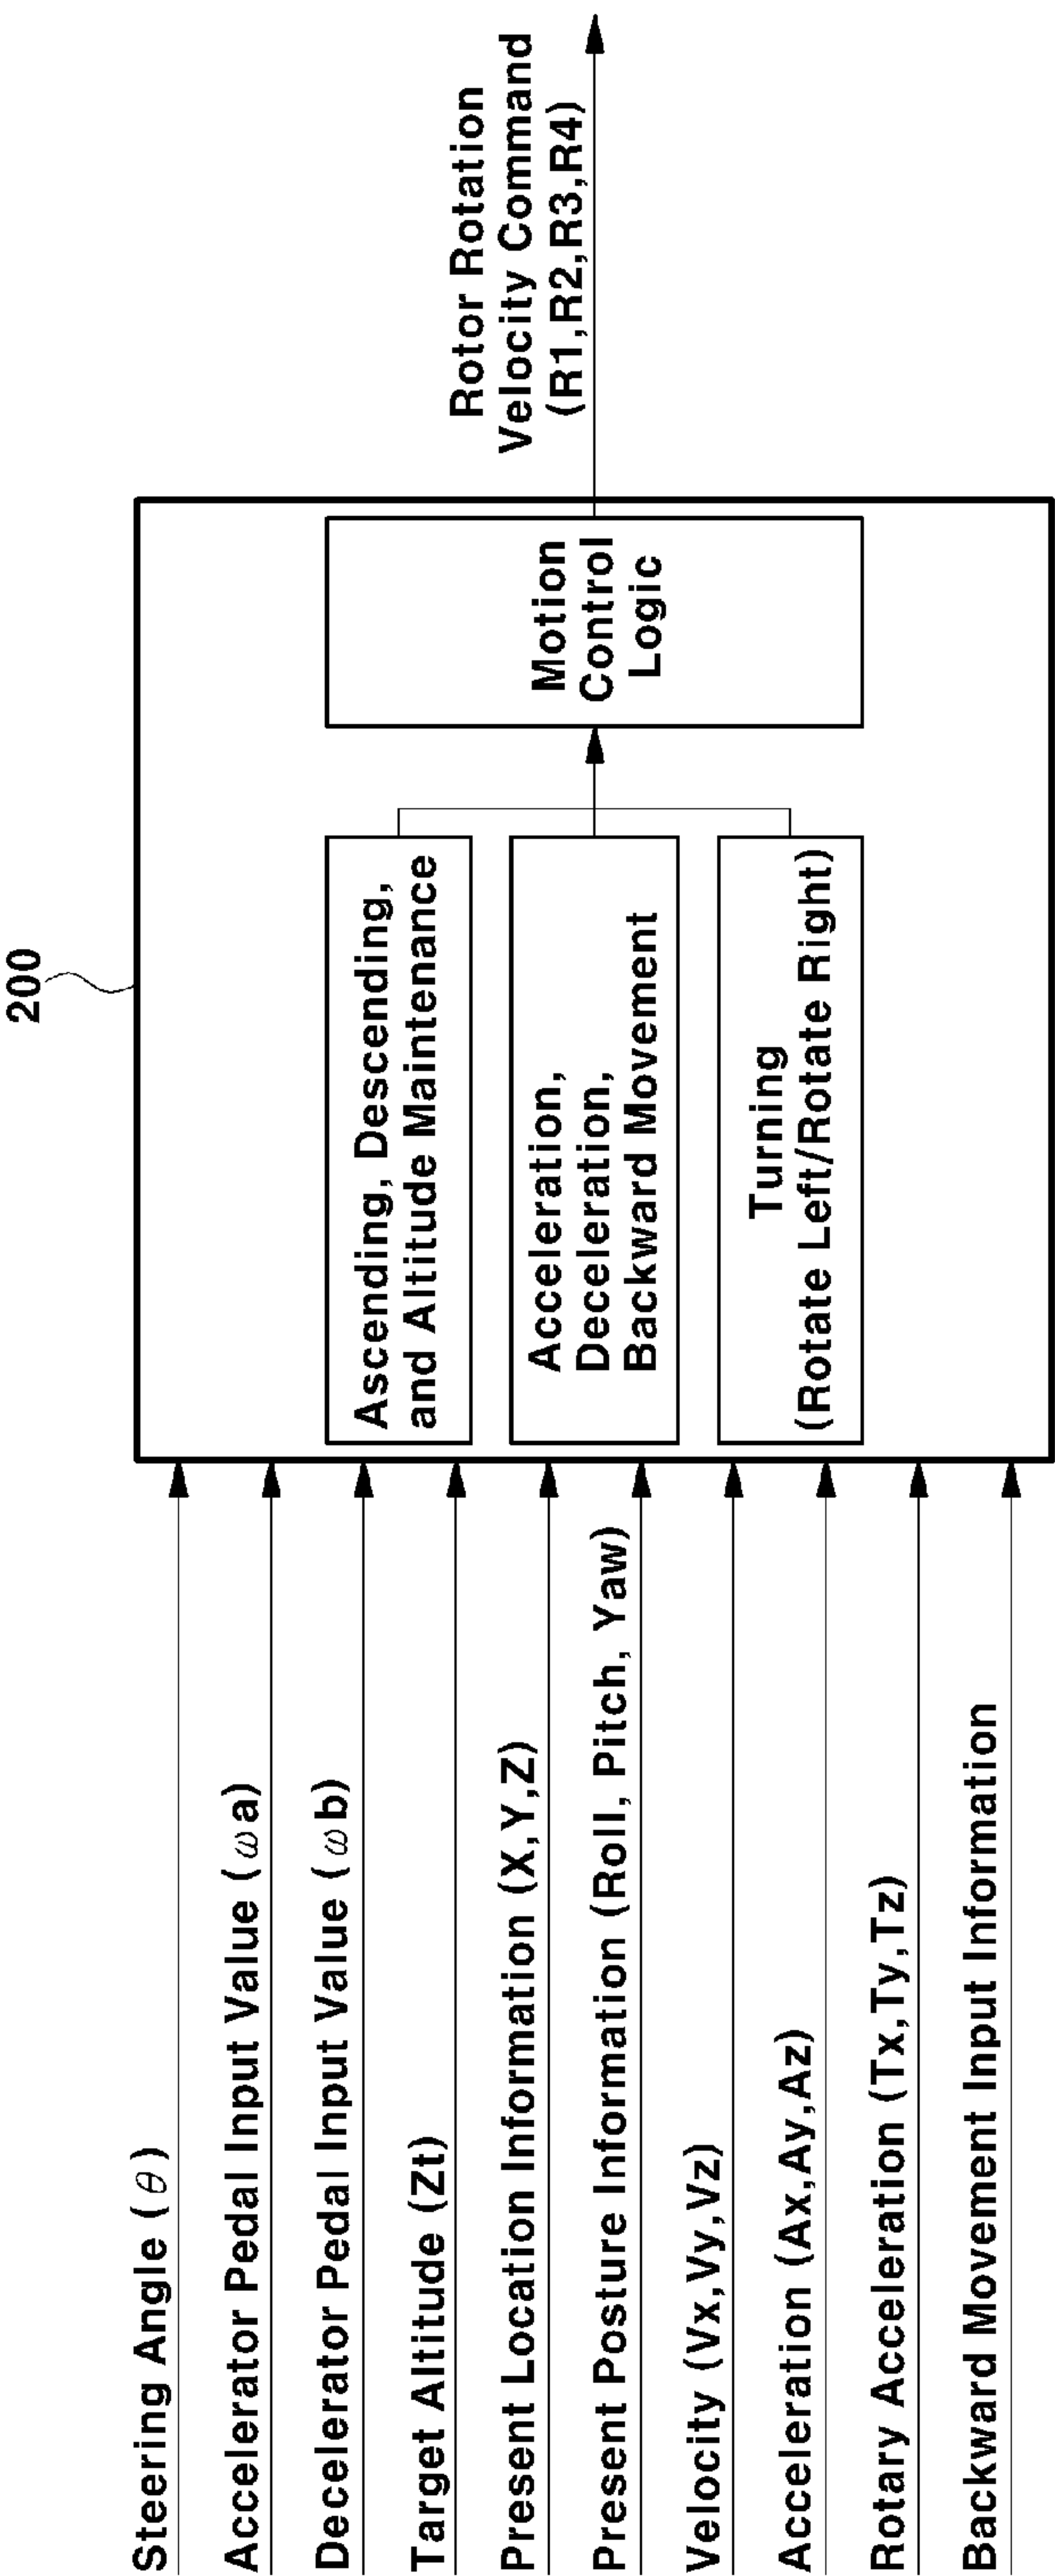 200
Steering Angle (θ)
Accelerator Pedal Input Value (ωa)
Decelerator Pedal Input Value (ωb)
Target Altitude (Zt)
Present Location Information (X,Y,Z)
Present Posture Information (Roll, Pitch, Yaw)
Velocity (Vx,Vy,Vz)
Acceleration (Ax,Ay,Az)
Rotary Acceleration (Tx,Ty,Tz)
Backward Movement Input Information
Ascending, Descending,
and Altitude Maintenance
Acceleration,
Deceleration,
Backward Movement
Turning
(Rotate Left/Rotate Right)
Motion
Control
Logic
Rotor Rotation
Velocity Command
(R1,R2,R3,R4)